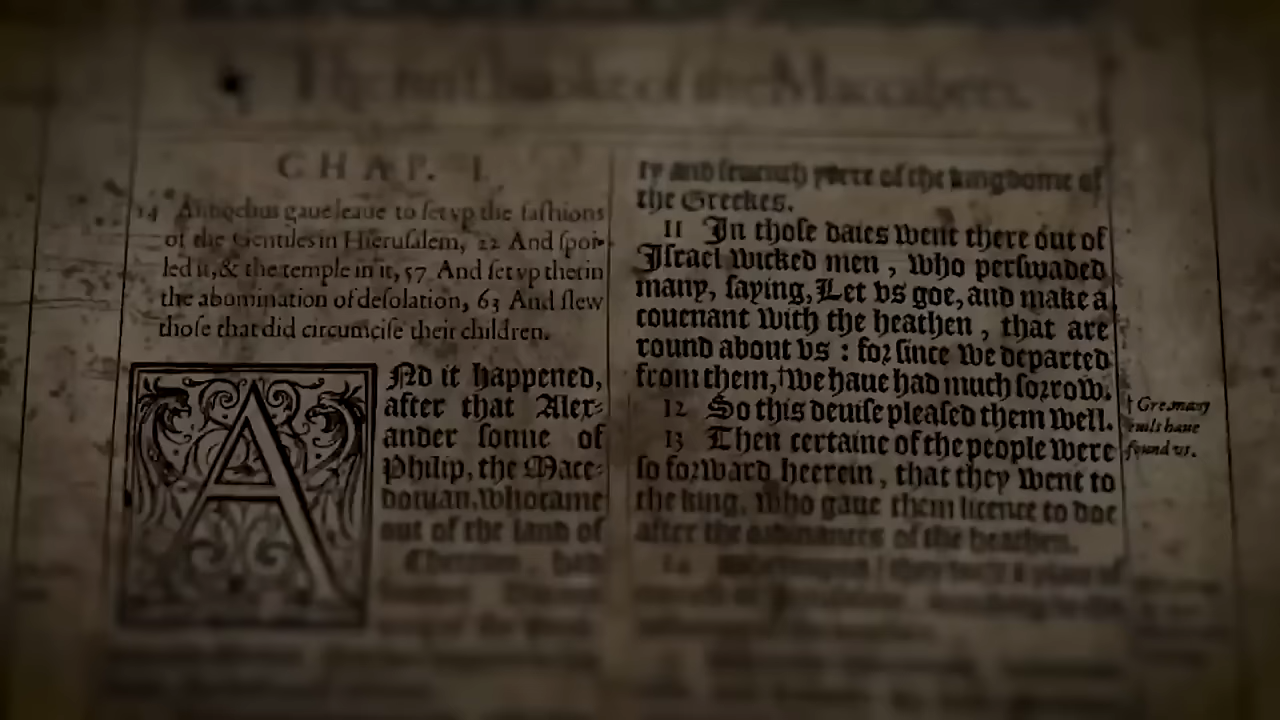 The first booke of the Maccabees.
CHAP. I.
14 Antiochus gaue leaue to set vp the fashions
of the Gentiles in Hierusalem, 22 And spoi-
led it, & the temple in it, 57 And set vp therin
the abomination of desolation, 63 And slew
those that did circumcise their children.
ANd it happened,
after that Alex-
ander sonne of
Philip, the Mace-
donian, who came
out of the land of
Chettiim, had
ty and seuenth yeere of the kingdome of
the Greekes.
11 In those daies went there out of
Israel wicked men, who perswaded
many, saying, Let vs goe, and make a
couenant with the heathen, that are
round about vs : for since we departed
from them, †we haue had much sorrow.
12 So this deuise pleased them well.
13 Then certaine of the people were
so forward heerein, that they went to
the king, who gaue them licence to doe
after the ordinances of the heathen.
14
† Gre. many
euils haue
found vs.